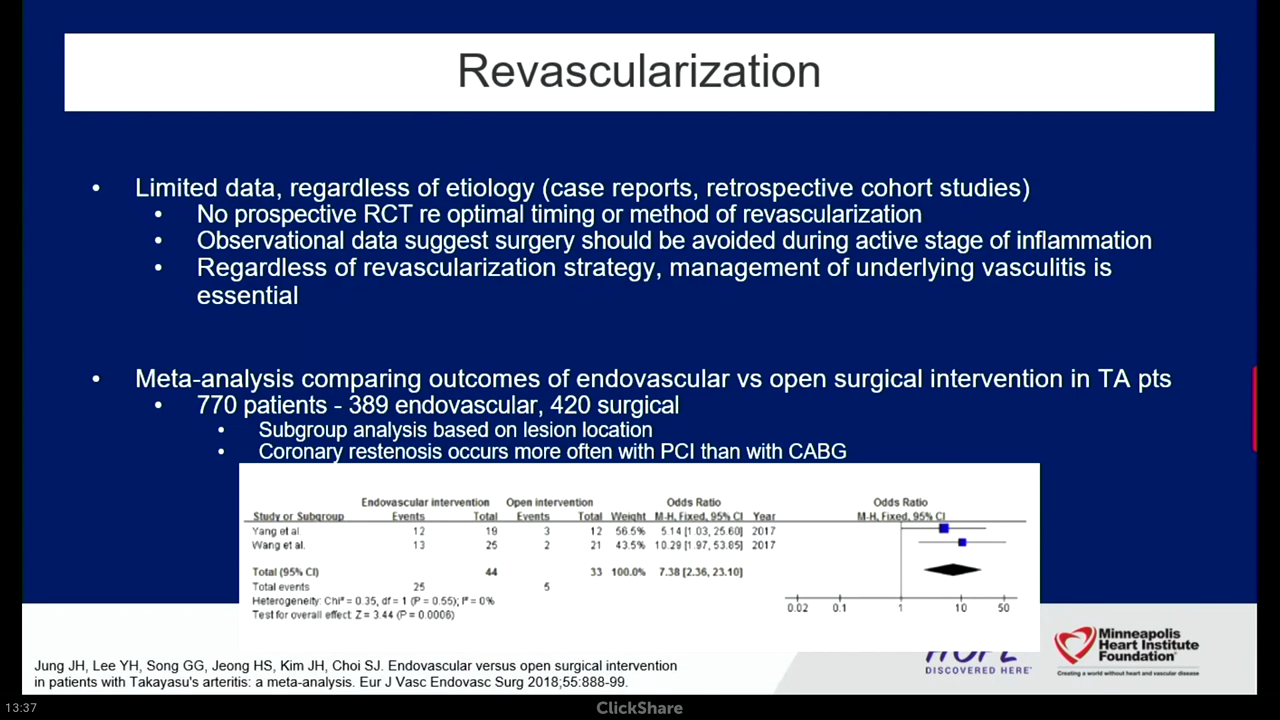 Revascularization
• Limited data, regardless of etiology (case reports, retrospective cohort studies)
• No prospective RCT re optimal timing or method of revascularization
• Observational data suggest surgery should be avoided during active stage of inflammation
• Regardless of revascularization strategy, management of underlying vasculitis is
essential
• Meta-analysis comparing outcomes of endovascular vs open surgical intervention in TA pts
• 770 patients - 389 endovascular, 420 surgical
• Subgroup analysis based on lesion location
• Coronary restenosis occurs more often with PCI than with CABG
Endovascular intervention Open intervention Odds Ratio Odds Ratio
Study or Subgroup Events Total Events Total Weight M-H, Fixed, 95% CI Year M-H, Fixed, 95% CI
Yang et al 12 19 3 12 56.5% 5.14 [1.03, 25.60] 2017
Wang et al. 13 25 2 21 43.5% 10.29 [1.97, 53.85] 2017
Total (95% CI) 44 33 100.0% 7.38 [2.36, 23.10]
Total events 25 5
Heterogeneity: Chi² = 0.35, df = 1 (P = 0.55); I² = 0%
Test for overall effect: Z = 3.44 (P = 0.0006)
0.02 0.1 1 10 50
Jung JH, Lee YH, Song GG, Jeong HS, Kim JH, Choi SJ. Endovascular versus open surgical intervention
in patients with Takayasu's arteritis: a meta-analysis. Eur J Vasc Endovasc Surg 2018;55:888-99.
HOPE
DISCOVERED HERE
Minneapolis
Heart Institute
Foundation
Creating a world without heart and vascular disease
13:37
ClickShare